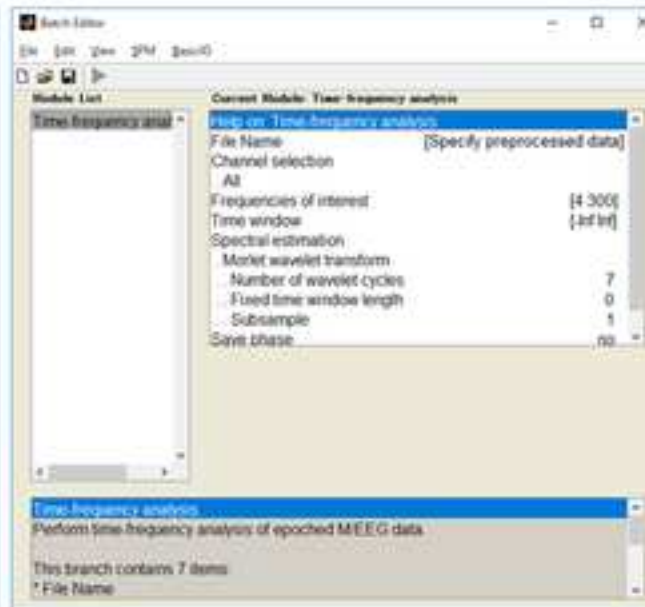 Batch Editor
File Edit View SPM BasicIO
Module List
Current Module: Time-frequency analysis
Time-frequency anal
Help on: Time-frequency analysis
File Name [Specify preprocessed data]
Channel selection
All
Frequencies of interest [4 300]
Time window [-Inf Inf]
Spectral estimation
Morlet wavelet transform
Number of wavelet cycles 7
Fixed time window length 0
Subsample 1
Save phase no
Time-frequency analysis
Perform time-frequency analysis of epoched M/EEG data.
This branch contains 7 items:
* File Name